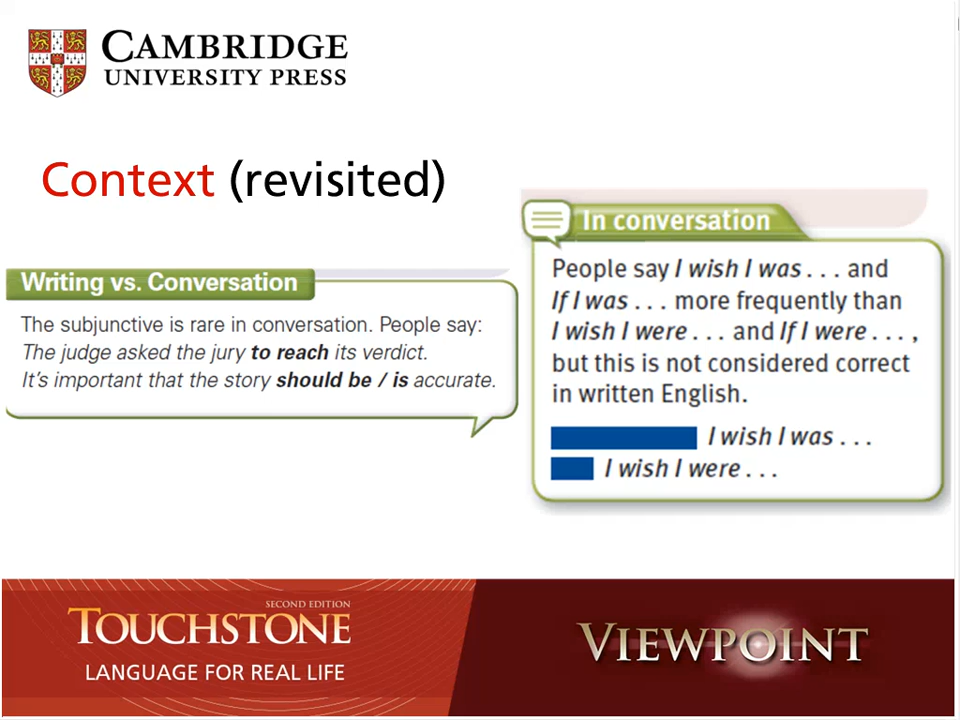 CAMBRIDGE
UNIVERSITY PRESS
Context (revisited)
Writing vs. Conversation
The subjunctive is rare in conversation. People say:
The judge asked the jury to reach its verdict.
It's important that the story should be / is accurate.
In conversation
People say I wish I was . . . and
If I was . . . more frequently than
I wish I were . . . and If I were . . . ,
but this is not considered correct
in written English.
I wish I was . . .
I wish I were . . .
SECOND EDITION
TOUCHSTONE
LANGUAGE FOR REAL LIFE
VIEWPOINT